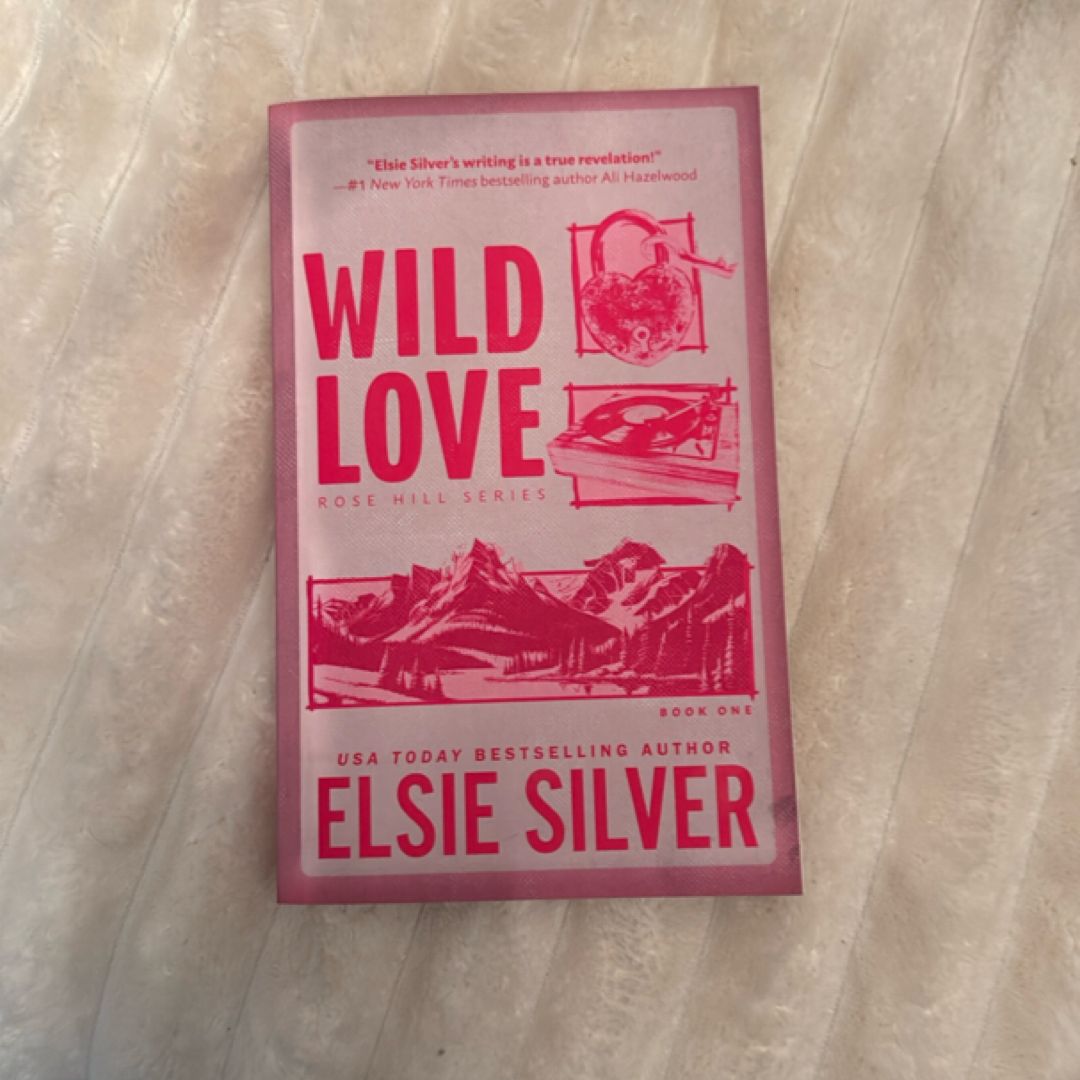 "Elsie Silver's writing is a true revelation!"
—#1 New York Times bestselling author Ali Hazelwood
WILD
LOVE
ROSE HILL SERIES
BOOK ONE
USA TODAY BESTSELLING AUTHOR
ELSIE SILVER